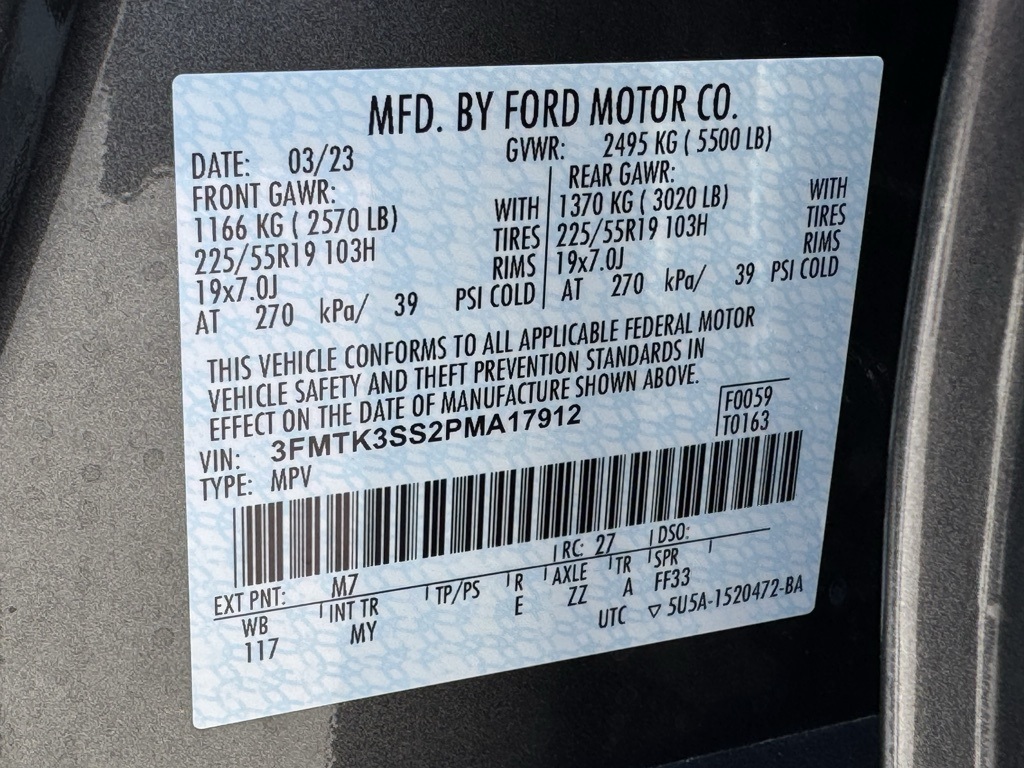 MFD. BY FORD MOTOR CO.
DATE: 03/23 GVWR: 2495 KG ( 5500 LB)
FRONT GAWR: REAR GAWR:
1166 KG ( 2570 LB) WITH 1370 KG ( 3020 LB) WITH
225/55R19 103H TIRES 225/55R19 103H TIRES
19x7.0J RIMS 19x7.0J RIMS
AT 270 kPa/ 39 PSI COLD AT 270 kPa/ 39 PSI COLD
THIS VEHICLE CONFORMS TO ALL APPLICABLE FEDERAL MOTOR
VEHICLE SAFETY AND THEFT PREVENTION STANDARDS IN
EFFECT ON THE DATE OF MANUFACTURE SHOWN ABOVE.
VIN: 3FMTK3SS2PMA17912 F0059
TYPE: MPV T0163
EXT PNT: M7 RC: 27 DSO:
WB INT TR TP/PS R AXLE TR SPR
117 MY E ZZ A FF33
UTC ▽ 5U5A-1520472-BA